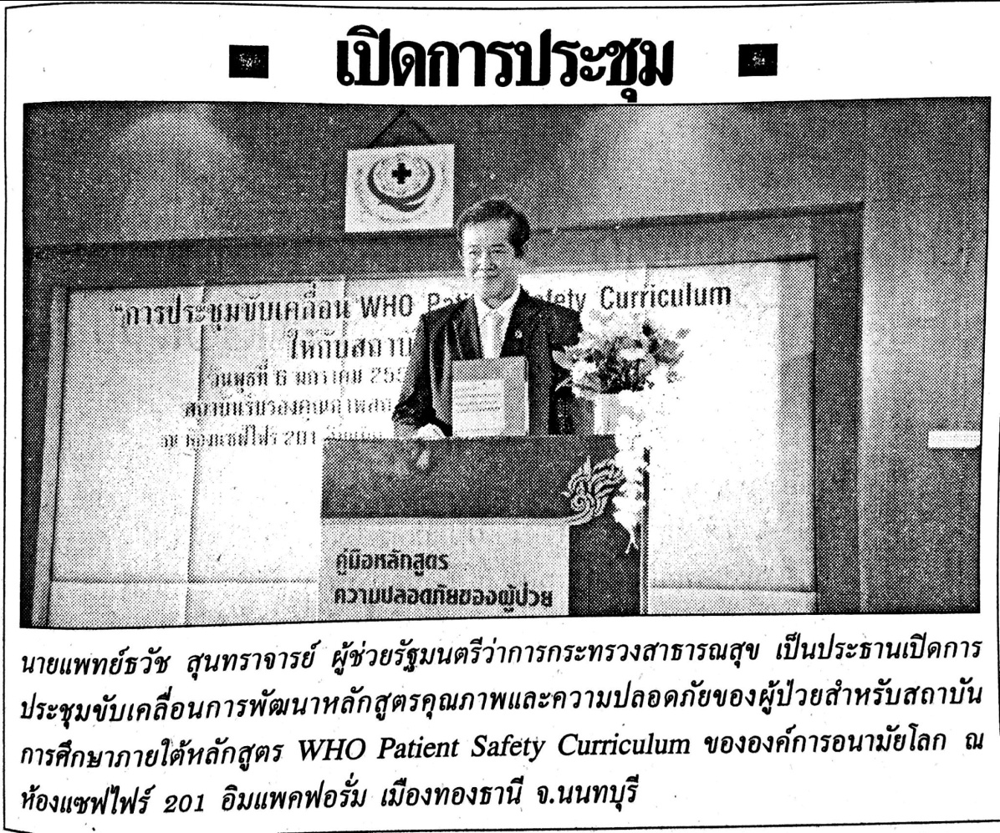 เปิดการประชุม
"การประชุมขับเคลื่อน WHO Safety Curriculum
ให้กับสถาบั
วันพุธที่ 6 มกราคม 255
สถาบันรับรองคุณภาพสถ
ณ ห้องแซฟไฟร์ 201
คู่มือหลักสูตร
ความปลอดภัยของผู้ป่วย
นายแพทย์ธวัช สุนทราจารย์ ผู้ช่วยรัฐมนตรีว่าการกระทรวงสาธารณสุข เป็นประธานเปิดการ
ประชุมขับเคลื่อนการพัฒนาหลักสูตรคุณภาพและความปลอดภัยของผู้ป่วยสำหรับสถาบัน
การศึกษาภายใต้หลักสูตร WHO Patient Safety Curriculum ขององค์การอนามัยโลก ณ
ห้องแซฟไฟร์ 201 อิมแพคฟอรั่ม เมืองทองธานี จ.นนทบุรี